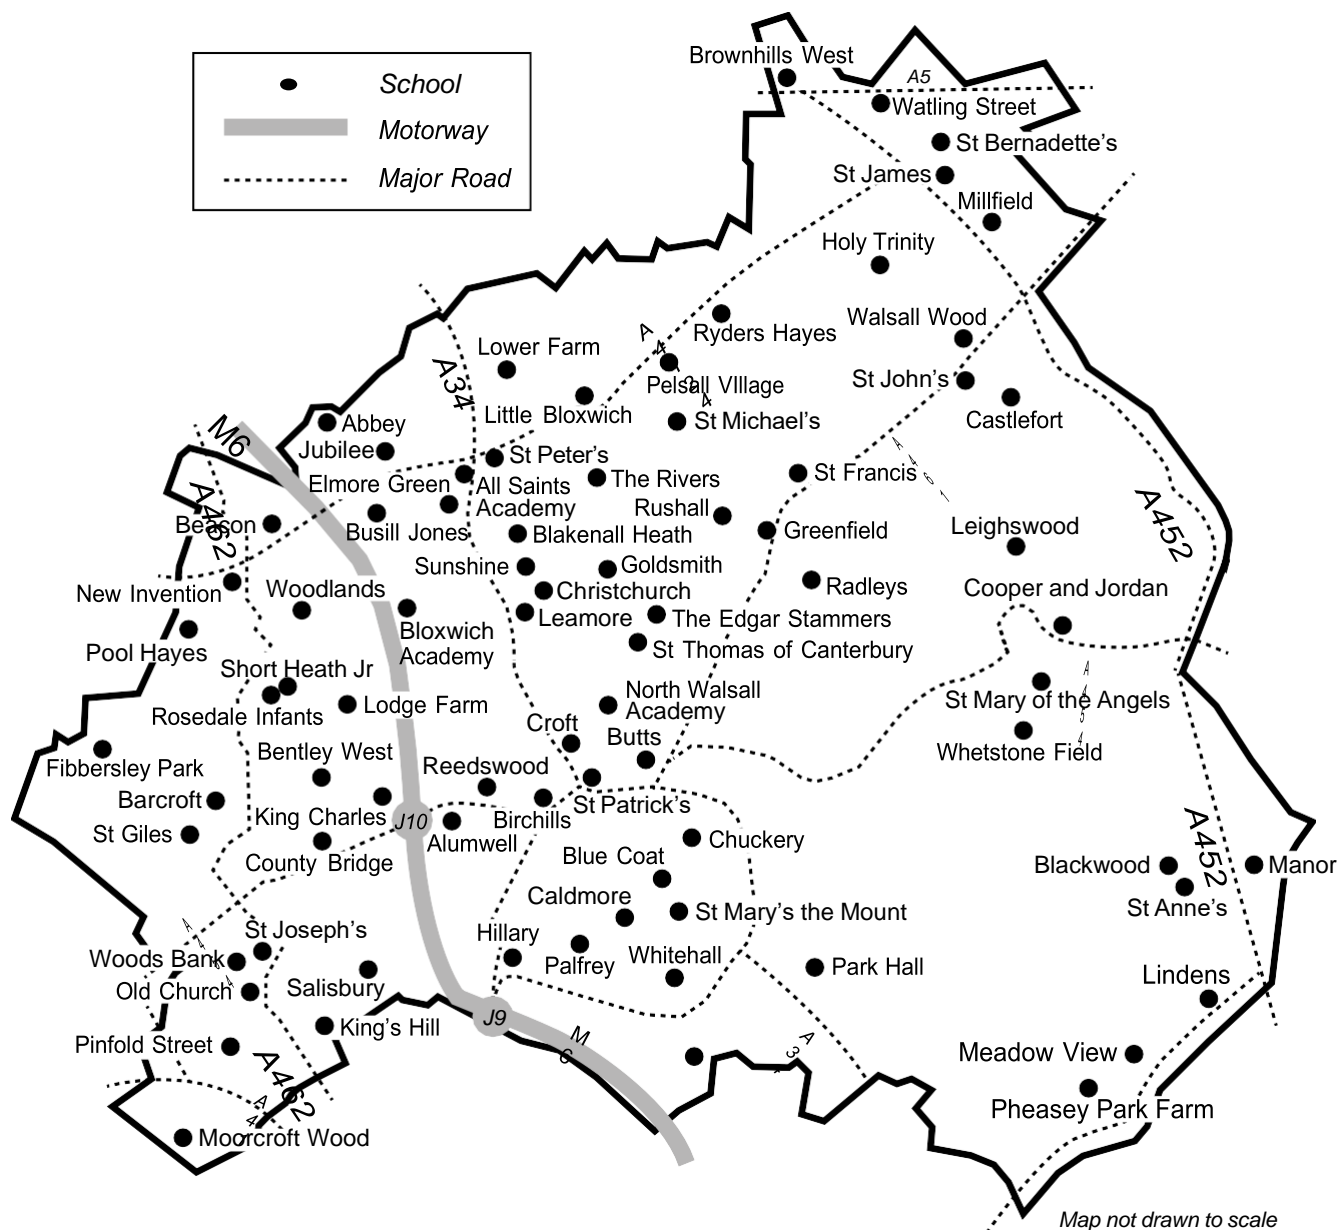 Brownhills West
School
A5
Watling Street
Motorway
St Bernadette's
Major Road
St James
Millfield
Holy Trinity
Walsall Wood
Ryders Hayes
A
4
Lower Farm
A34
Pelsall VIllage
St John's
4
Castlefort
Little Bloxwich
St Michael's
Abbey
M6
Jubilee
St Peter's
The Rivers
St Francis
Elmore Green
All Saints
Academy
Rushall
A452
A462
Beacon
Busill Jones
Blakenall Heath
Greenfield
Leighswood
Sunshine
Goldsmith
New Invention
Woodlands
Christchurch
Radleys
Cooper and Jordan
Leamore
The Edgar Stammers
Bloxwich
Academy
Pool Hayes
St Thomas of Canterbury
Short Heath Jr
North Walsall
Academy
St Mary of the Angels
Rosedale Infants
Lodge Farm
Croft
Butts
Bentley West
Whetstone Field
Fibbersley Park
Reedswood
Barcroft
St Patrick's
King Charles
J10
Birchills
A452
St Giles
Alumwell
Chuckery
County Bridge
Blue Coat
Blackwood
Manor
Caldmore
St Mary's the Mount
St Anne's
St Joseph's
Hillary
Woods Bank
Palfrey
Whitehall
Park Hall
Lindens
Old Church
Salisbury
J9
King's Hill
M
6
A
3
4
Pinfold Street
A462
Meadow View
A
4
Pheasey Park Farm
Moorcroft Wood
Map not drawn to scale